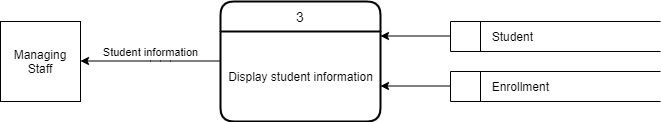 3
Student
Student information
Managing
Staff
Display student information
Enrollment